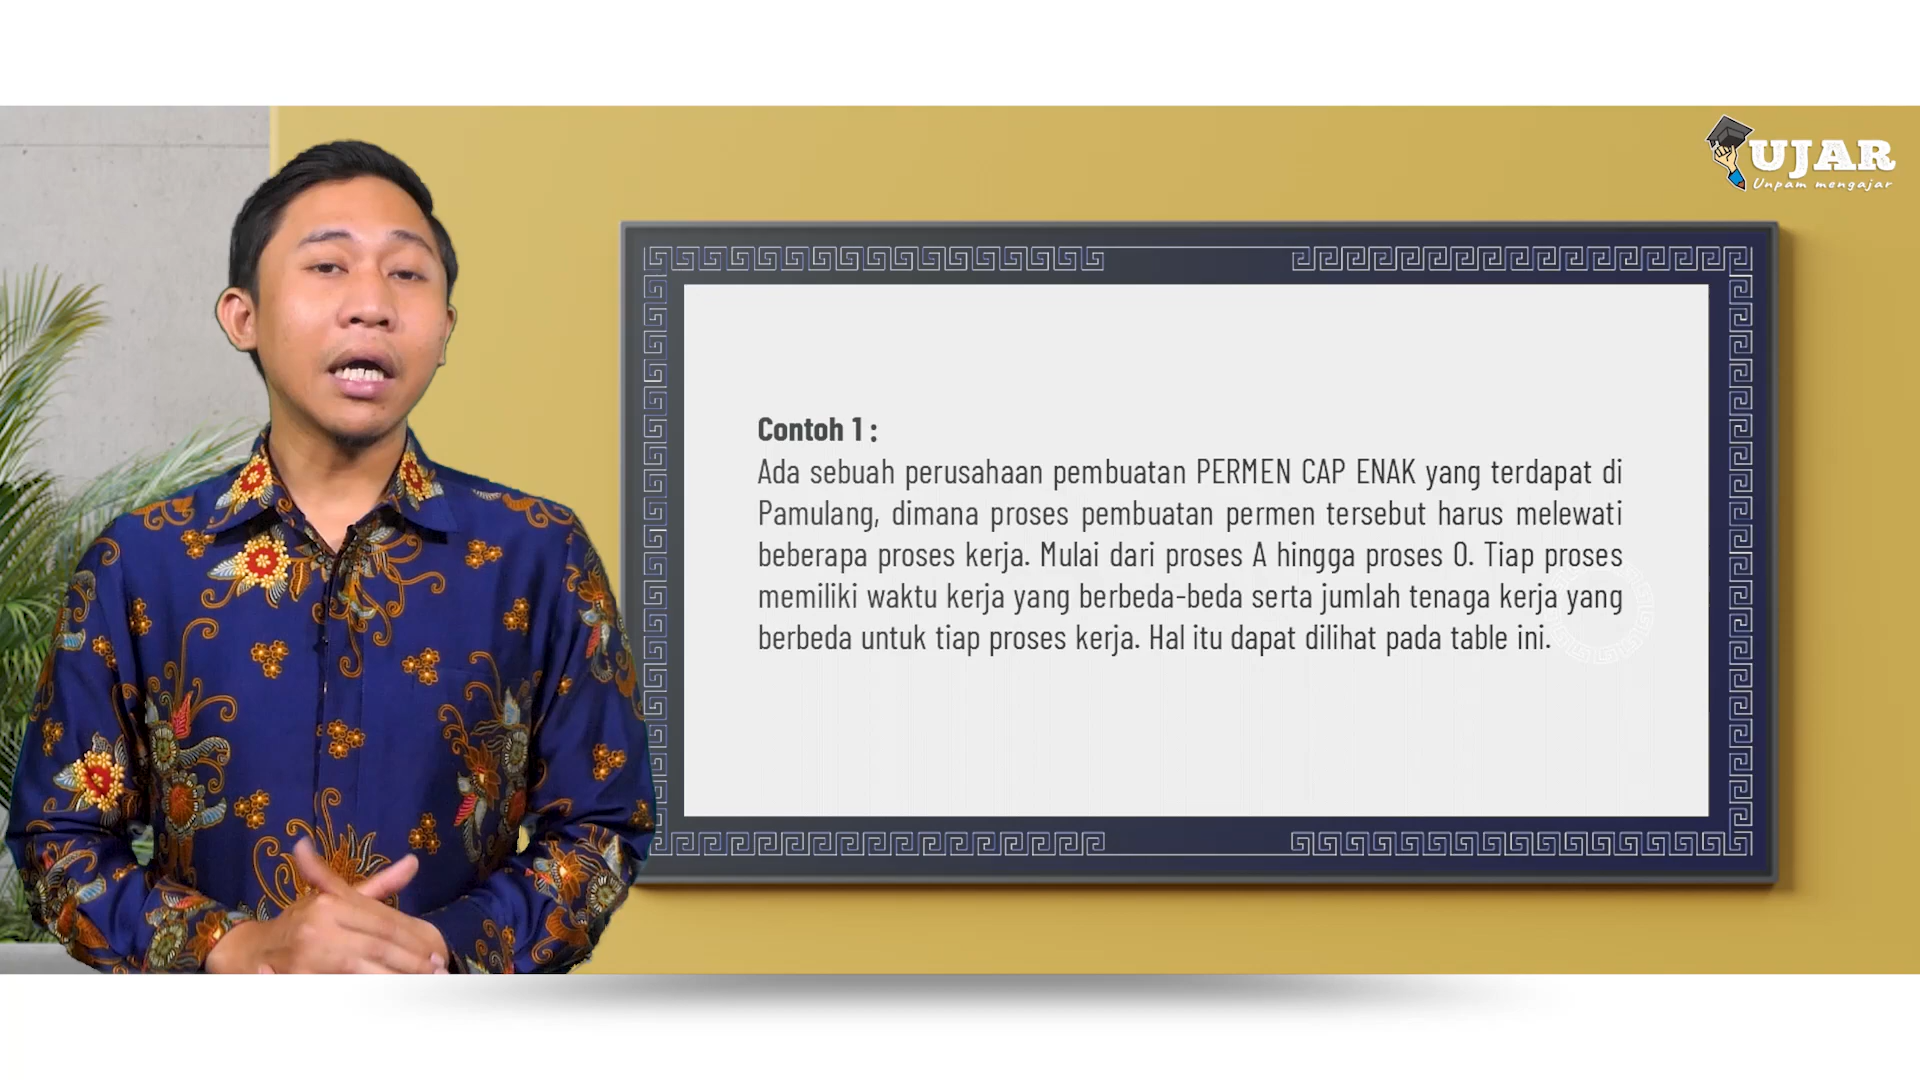 UJAR
Unpam mengajar
Contoh 1 :
Ada sebuah perusahaan pembuatan PERMEN CAP ENAK yang terdapat di
Pamulang, dimana proses pembuatan permen tersebut harus melewati
beberapa proses kerja. Mulai dari proses A hingga proses O. Tiap proses
memiliki waktu kerja yang berbeda-beda serta jumlah tenaga kerja yang
berbeda untuk tiap proses kerja. Hal itu dapat dilihat pada table ini.